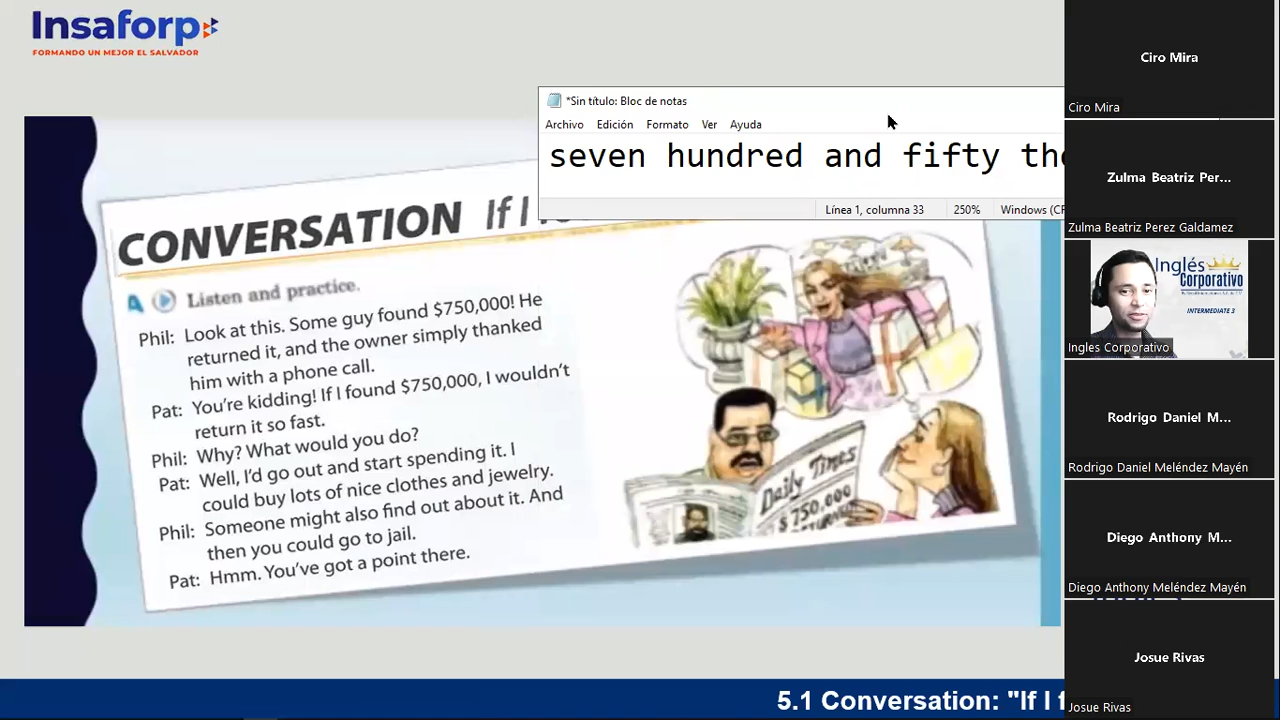 Insaforp
FORMANDO UN MEJOR EL SALVADOR
*Sin título: Bloc de notas
Archivo Edición Formato Ver Ayuda
seven hundred and fifty
Línea 1, columna 33 250% Windows
CONVERSATION If I
A Listen and practice.
Phil: Look at this. Some guy found $750,000! He
returned it, and the owner simply thanked
him with a phone call.
Pat: You're kidding! If I found $750,000, I wouldn't
return it so fast.
Phil: Why? What would you do?
Pat: Well, I'd go out and start spending it. I
could buy lots of nice clothes and jewelry.
Phil: Someone might also find out about it. And
then you could go to jail.
Pat: Hmm. You've got a point there.
Daily Times
$750,000
5.1 Conversation: "If I
Ciro Mira
Ciro Mira
Zulma Beatriz Per...
Zulma Beatriz Perez Galdamez
Inglés
Corporativo
INTERMEDIATE 3
Ingles Corporativo
Rodrigo Daniel M...
Rodrigo Daniel Meléndez Mayén
Diego Anthony M...
Diego Anthony Meléndez Mayén
Josue Rivas
Josue Rivas